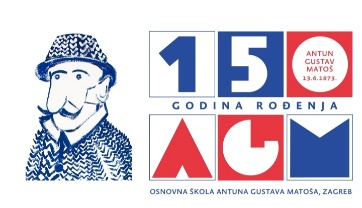 150
ANTUN
GUSTAV
MATOŠ
13.6.1873.
GODINA ROĐENJA
AGM
OSNOVNA ŠKOLA ANTUNA GUSTAVA MATOŠA, ZAGREB